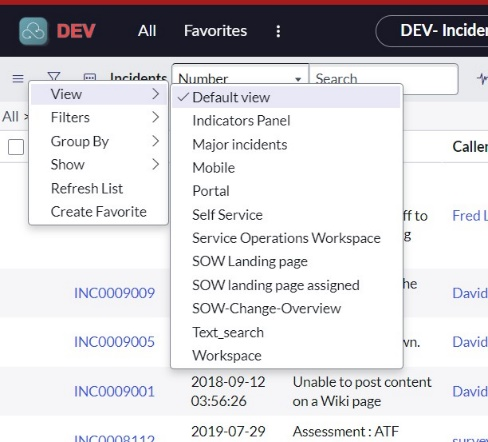 DEV All Favorites DEV- Incider
Incidents Number Search
All >
View
Filters
Group By
Show
Refresh List
Create Favorite
Default view
Indicators Panel
Major incidents
Mobile
Portal
Self Service
Service Operations Workspace
SOW Landing page
SOW landing page assigned
SOW-Change-Overview
Text_search
Workspace
Caller
ff to Fred L
g
he
INC0009009 David
INC0009005 wn. David
INC0009001 2018-09-12 03:56:26 Unable to post content on a Wiki page David
INC0008112 2019-07-29 Assessment : ATF survey